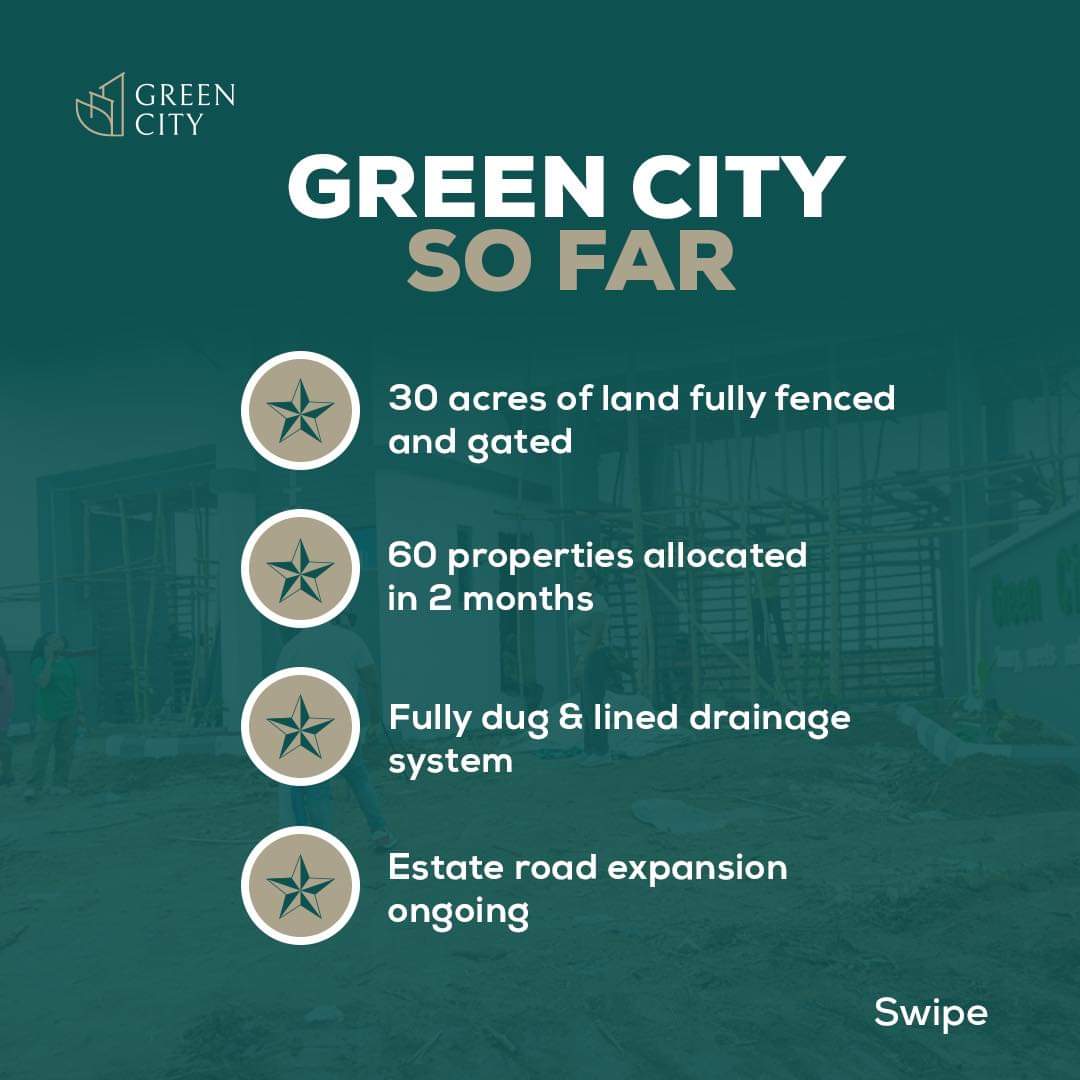 GREEN
CITY
GREEN CITY
SO FAR
30 acres of land fully fenced
and gated
60 properties allocated
in 2 months
Fully dug & lined drainage
system
Estate road expansion
ongoing
Swipe